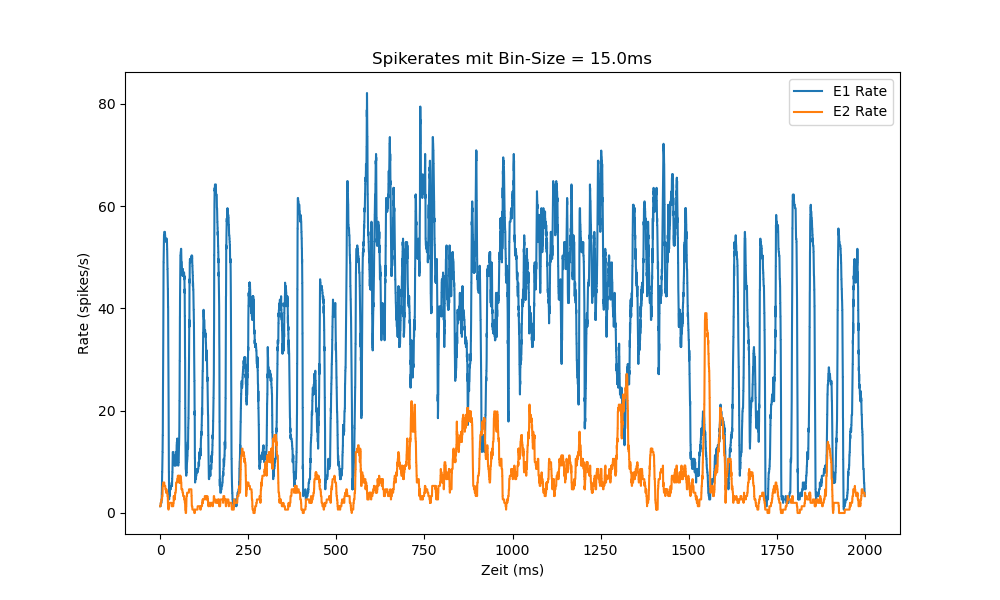 Spikerates mit Bin-Size = 15.0ms
E1 Rate
E2 Rate
80
60
40
20
0
Rate (spikes/s)
0 250 500 750 1000 1250 1500 1750 2000
Zeit (ms)